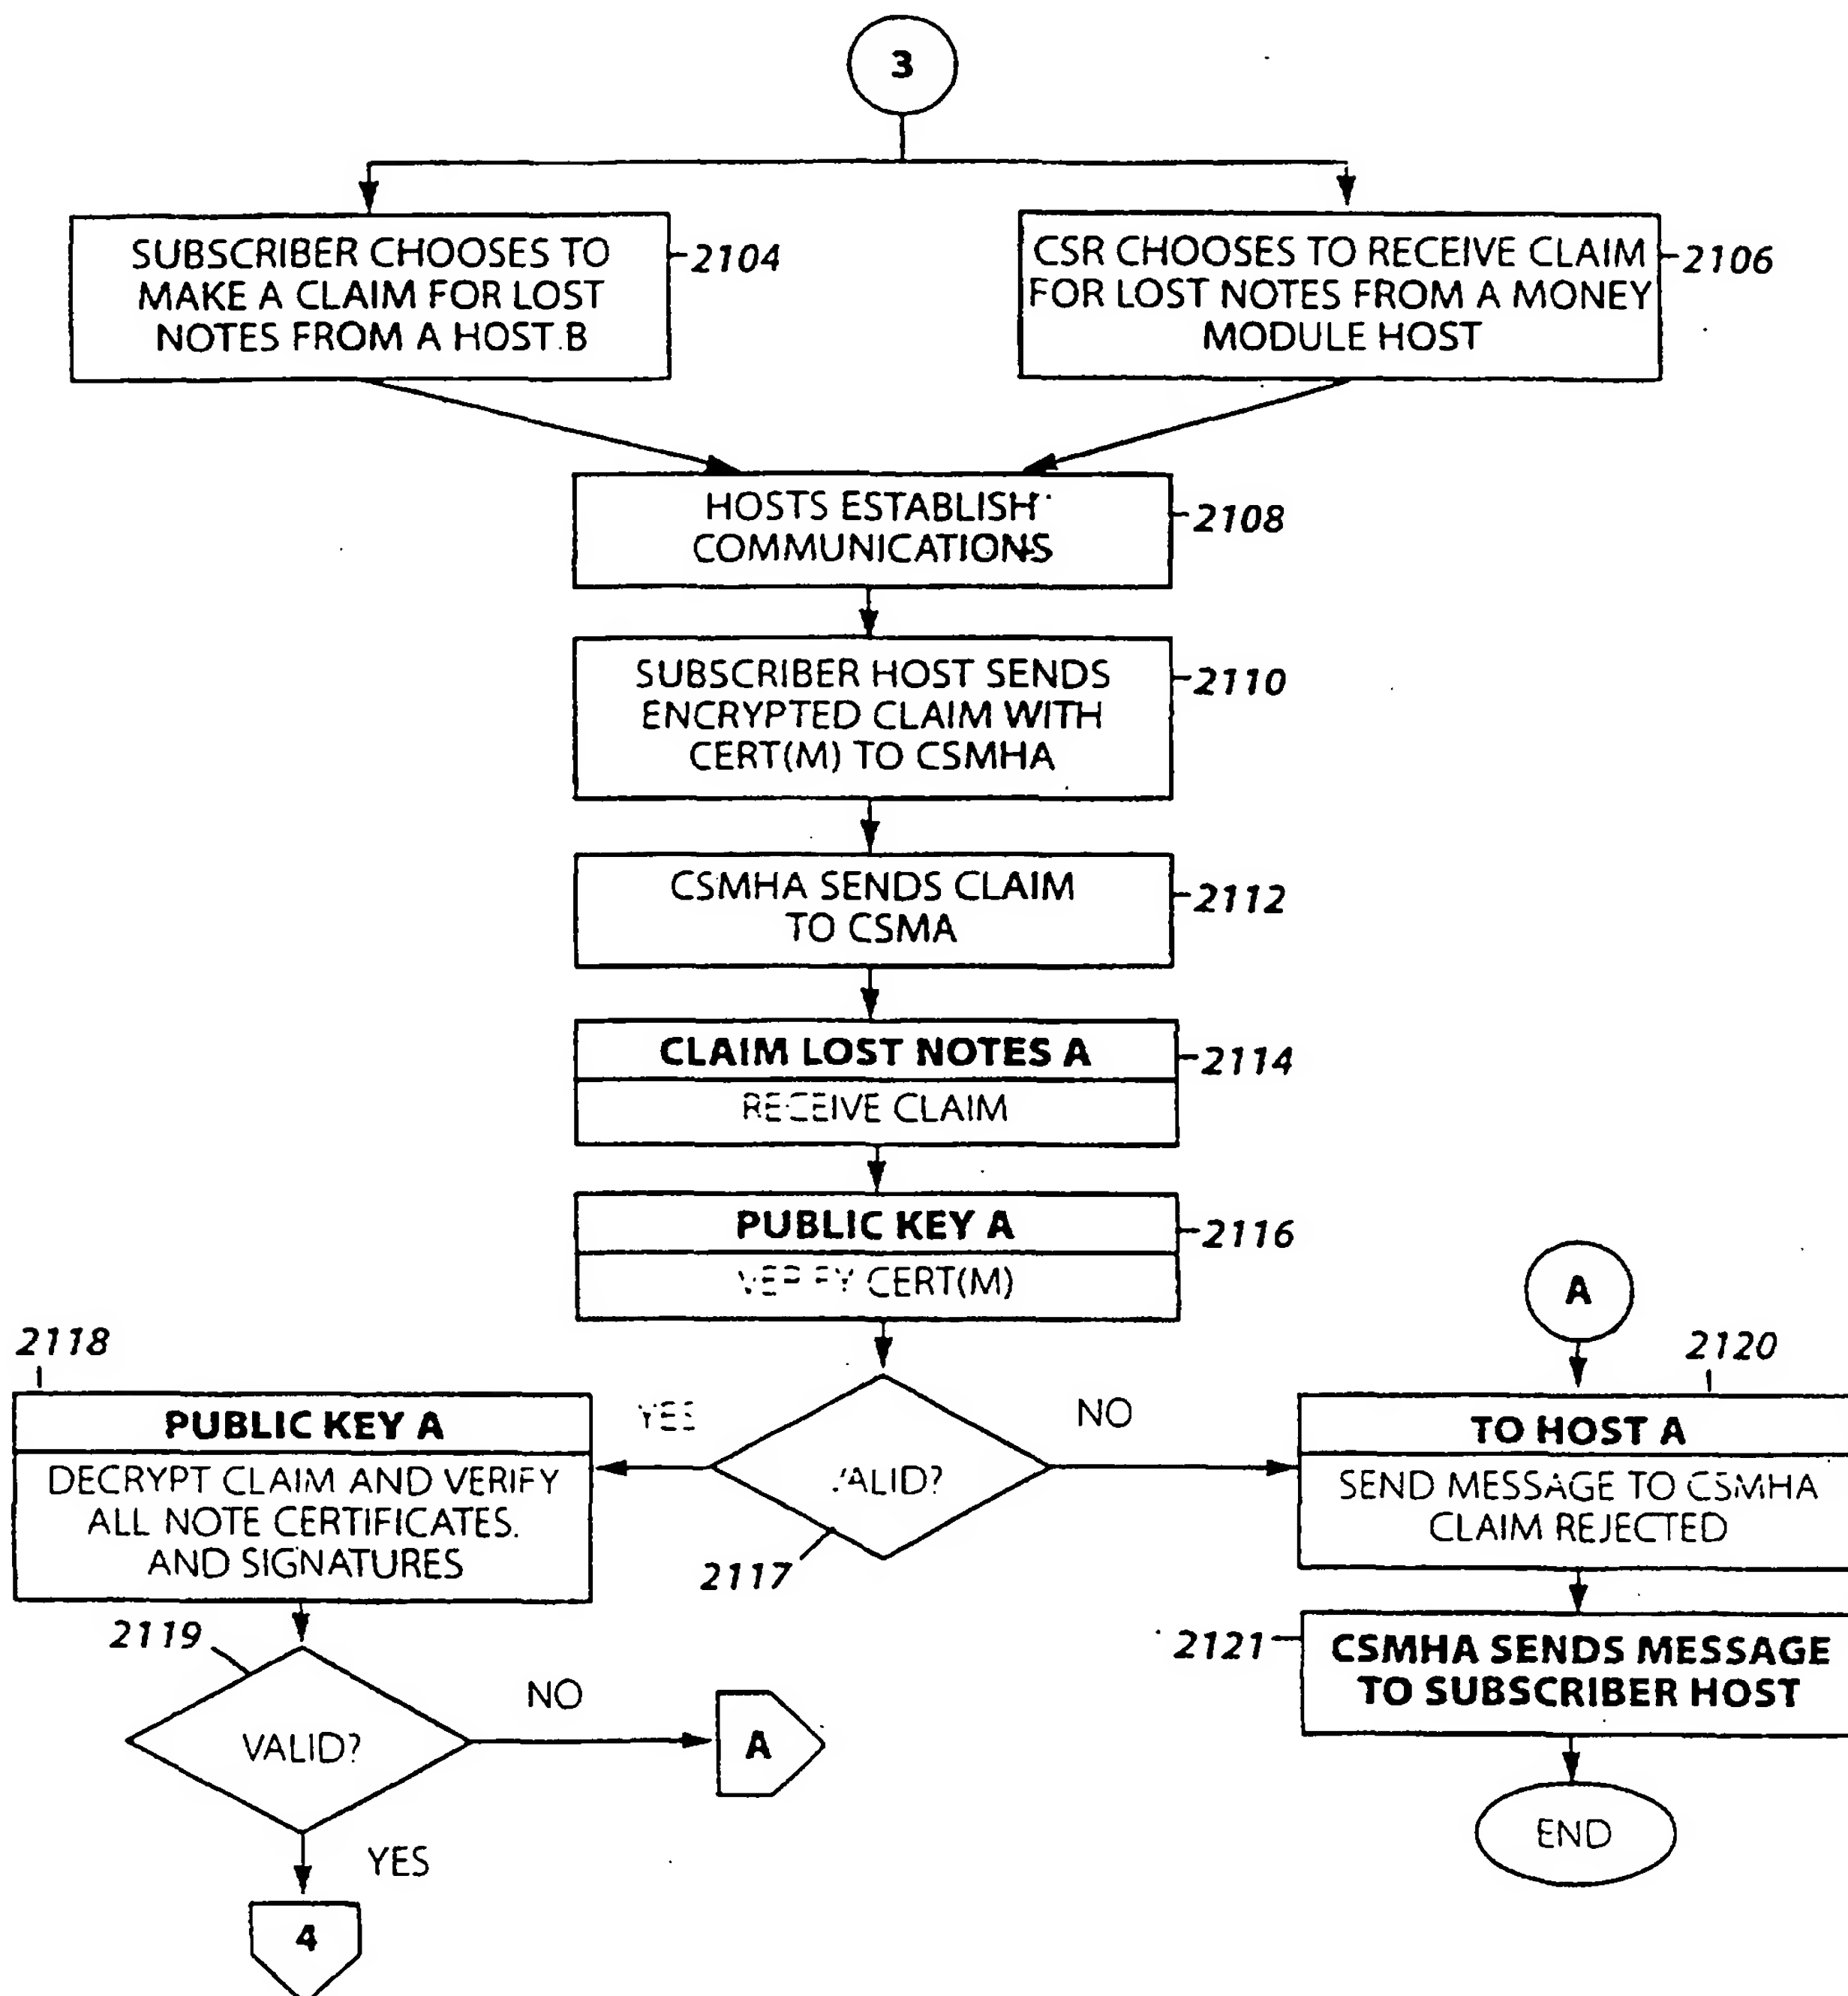 3
SUBSCRIBER CHOOSES TO
MAKE A CLAIM FOR LOST
NOTES FROM A HOST B
2104
CSR CHOOSES TO RECEIVE CLAIM
FOR LOST NOTES FROM A MONEY
MODULE HOST
2106
HOSTS ESTABLISH
COMMUNICATIONS
2108
SUBSCRIBER HOST SENDS
ENCRYPTED CLAIM WITH
CERT(M) TO CSMHA
2110
CSMHA SENDS CLAIM
TO CSMA
2112
CLAIM LOST NOTES A
2114
RECEIVE CLAIM
PUBLIC KEY A
2116
VERIFY CERT(M)
A
2118
2120
PUBLIC KEY A
DECRYPT CLAIM AND VERIFY
ALL NOTE CERTIFICATES.
AND SIGNATURES
YES
VALID?
NO
2117
TO HOST A
SEND MESSAGE TO CSMHA
CLAIM REJECTED
2119
VALID?
NO
A
2121
CSMHA SENDS MESSAGE
TO SUBSCRIBER HOST
YES
4
END